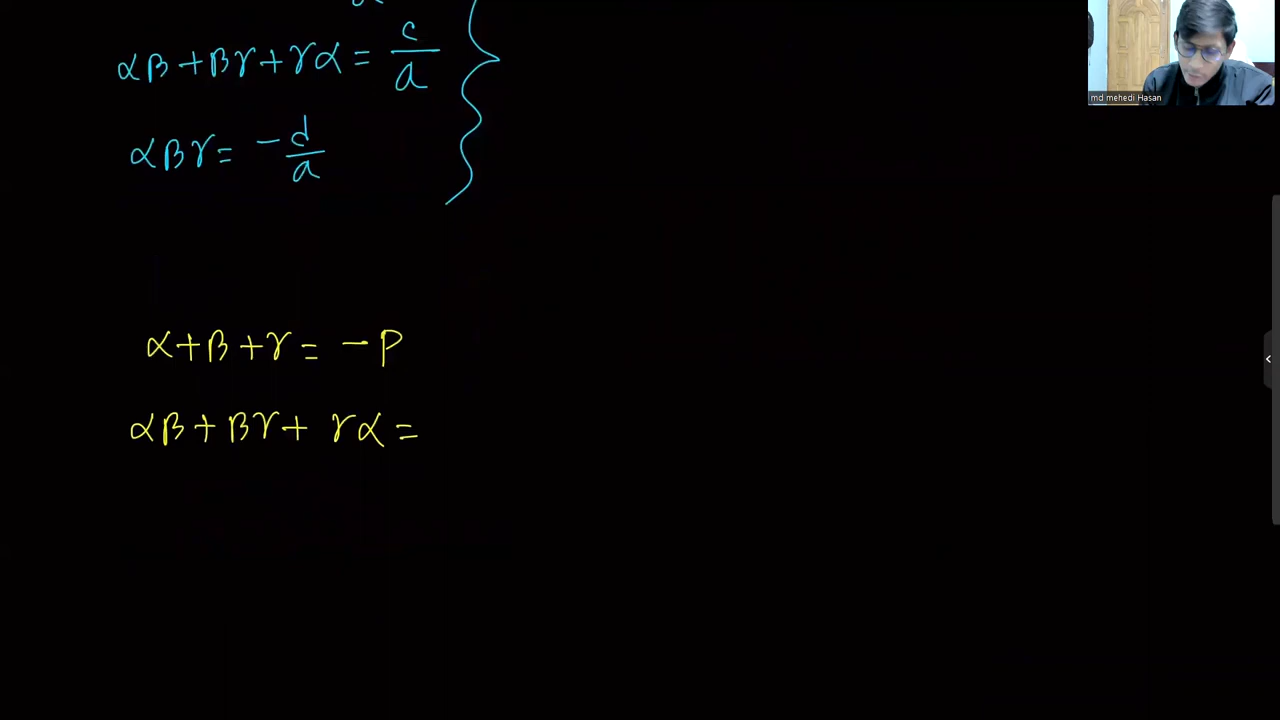 αβ + βγ + γα = c/a
αβγ = - d/a
α + β + γ = - p
αβ + βγ + γα =
md mehedi Hasan